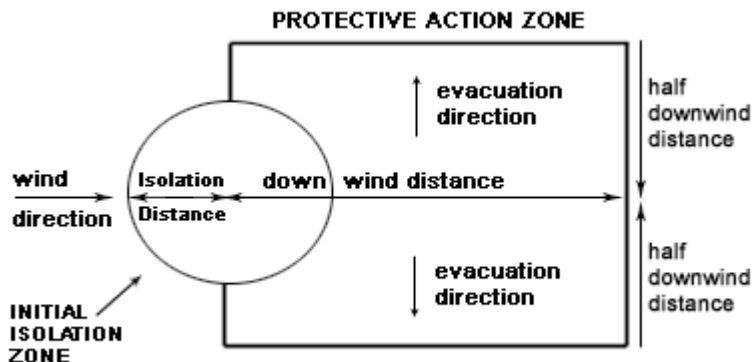 PROTECTIVE ACTION ZONE
evacuation
direction
half
downwind
distance
wind
direction
Isolation
Distance
down wind distance
evacuation
direction
half
downwind
distance
INITIAL
ISOLATION
ZONE